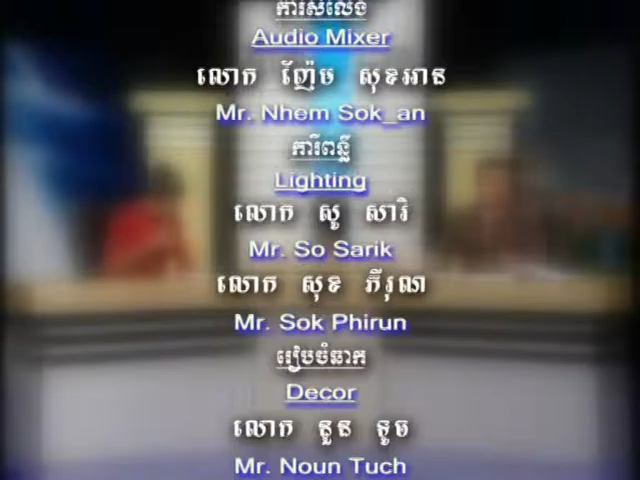 ការីសំលេង
Audio Mixer
លោក ញ៉ែម សុខអាន
Mr. Nhem Sok_an
ការីពន្លឺ
Lighting
លោក សូ សារិ
Mr. So Sarik
លោក សុខ ភីរុណ
Mr. Sok Phirun
រៀបចំឆាក
Decor
លោក នួន ទូច
Mr. Noun Tuch